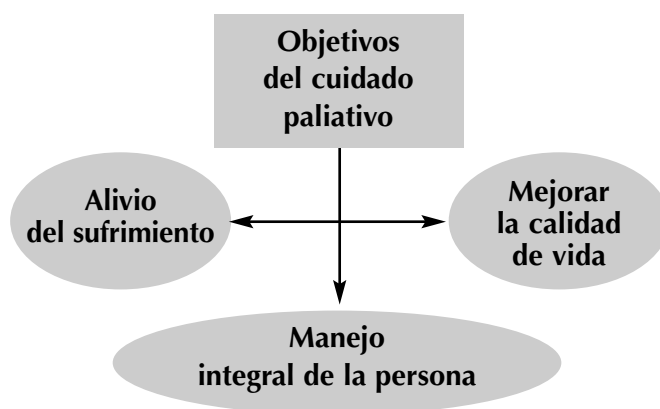 Objetivos
del cuidado
paliativo
Alivio
del sufrimiento
Mejorar
la calidad
de vida
Manejo
integral de la persona